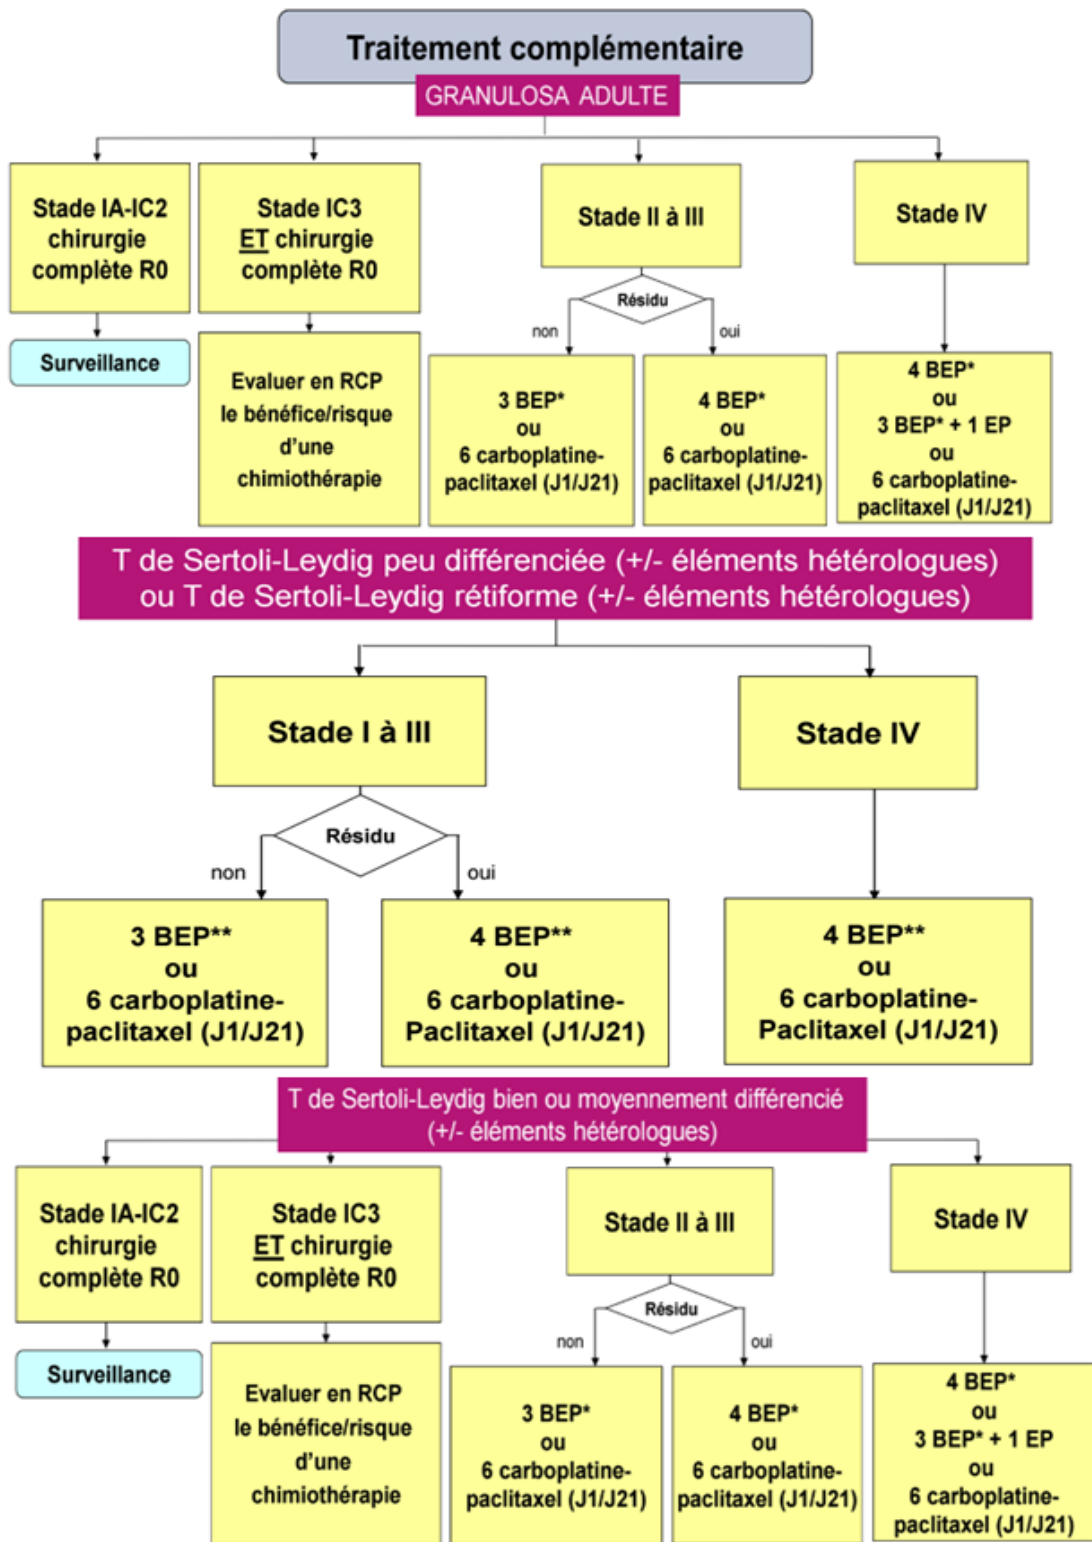 Traitement complémentaire
GRANULOSA ADULTE
Stade IA-IC2
chirurgie
complète R0
Surveillance
Stade IC3
ET chirurgie
complète R0
Evaluer en RCP
le bénéfice/risque
d'une
chimiothérapie
Stade II à III
Résidu
non
oui
3 BEP*
ou
6 carboplatine-
paclitaxel (J1/J21)
4 BEP*
ou
6 carboplatine-
paclitaxel (J1/J21)
Stade IV
4 BEP*
ou
3 BEP* + 1 EP
ou
6 carboplatine-
paclitaxel (J1/J21)
T de Sertoli-Leydig peu différenciée (+/- éléments hétérologues)
ou T de Sertoli-Leydig rétiforme (+/- éléments hétérologues)
Stade I à III
Résidu
non
oui
3 BEP**
ou
6 carboplatine-
paclitaxel (J1/J21)
4 BEP**
ou
6 carboplatine-
Paclitaxel (J1/J21)
Stade IV
4 BEP**
ou
6 carboplatine-
Paclitaxel (J1/J21)
T de Sertoli-Leydig bien ou moyennement différencié
(+/- éléments hétérologues)
Stade IA-IC2
chirurgie
complète R0
Surveillance
Stade IC3
ET chirurgie
complète R0
Evaluer en RCP
le bénéfice/risque
d'une
chimiothérapie
Stade II à III
Résidu
non
oui
3 BEP*
ou
6 carboplatine-
paclitaxel (J1/J21)
4 BEP*
ou
6 carboplatine-
paclitaxel (J1/J21)
Stade IV
4 BEP*
ou
3 BEP* + 1 EP
ou
6 carboplatine-
paclitaxel (J1/J21)